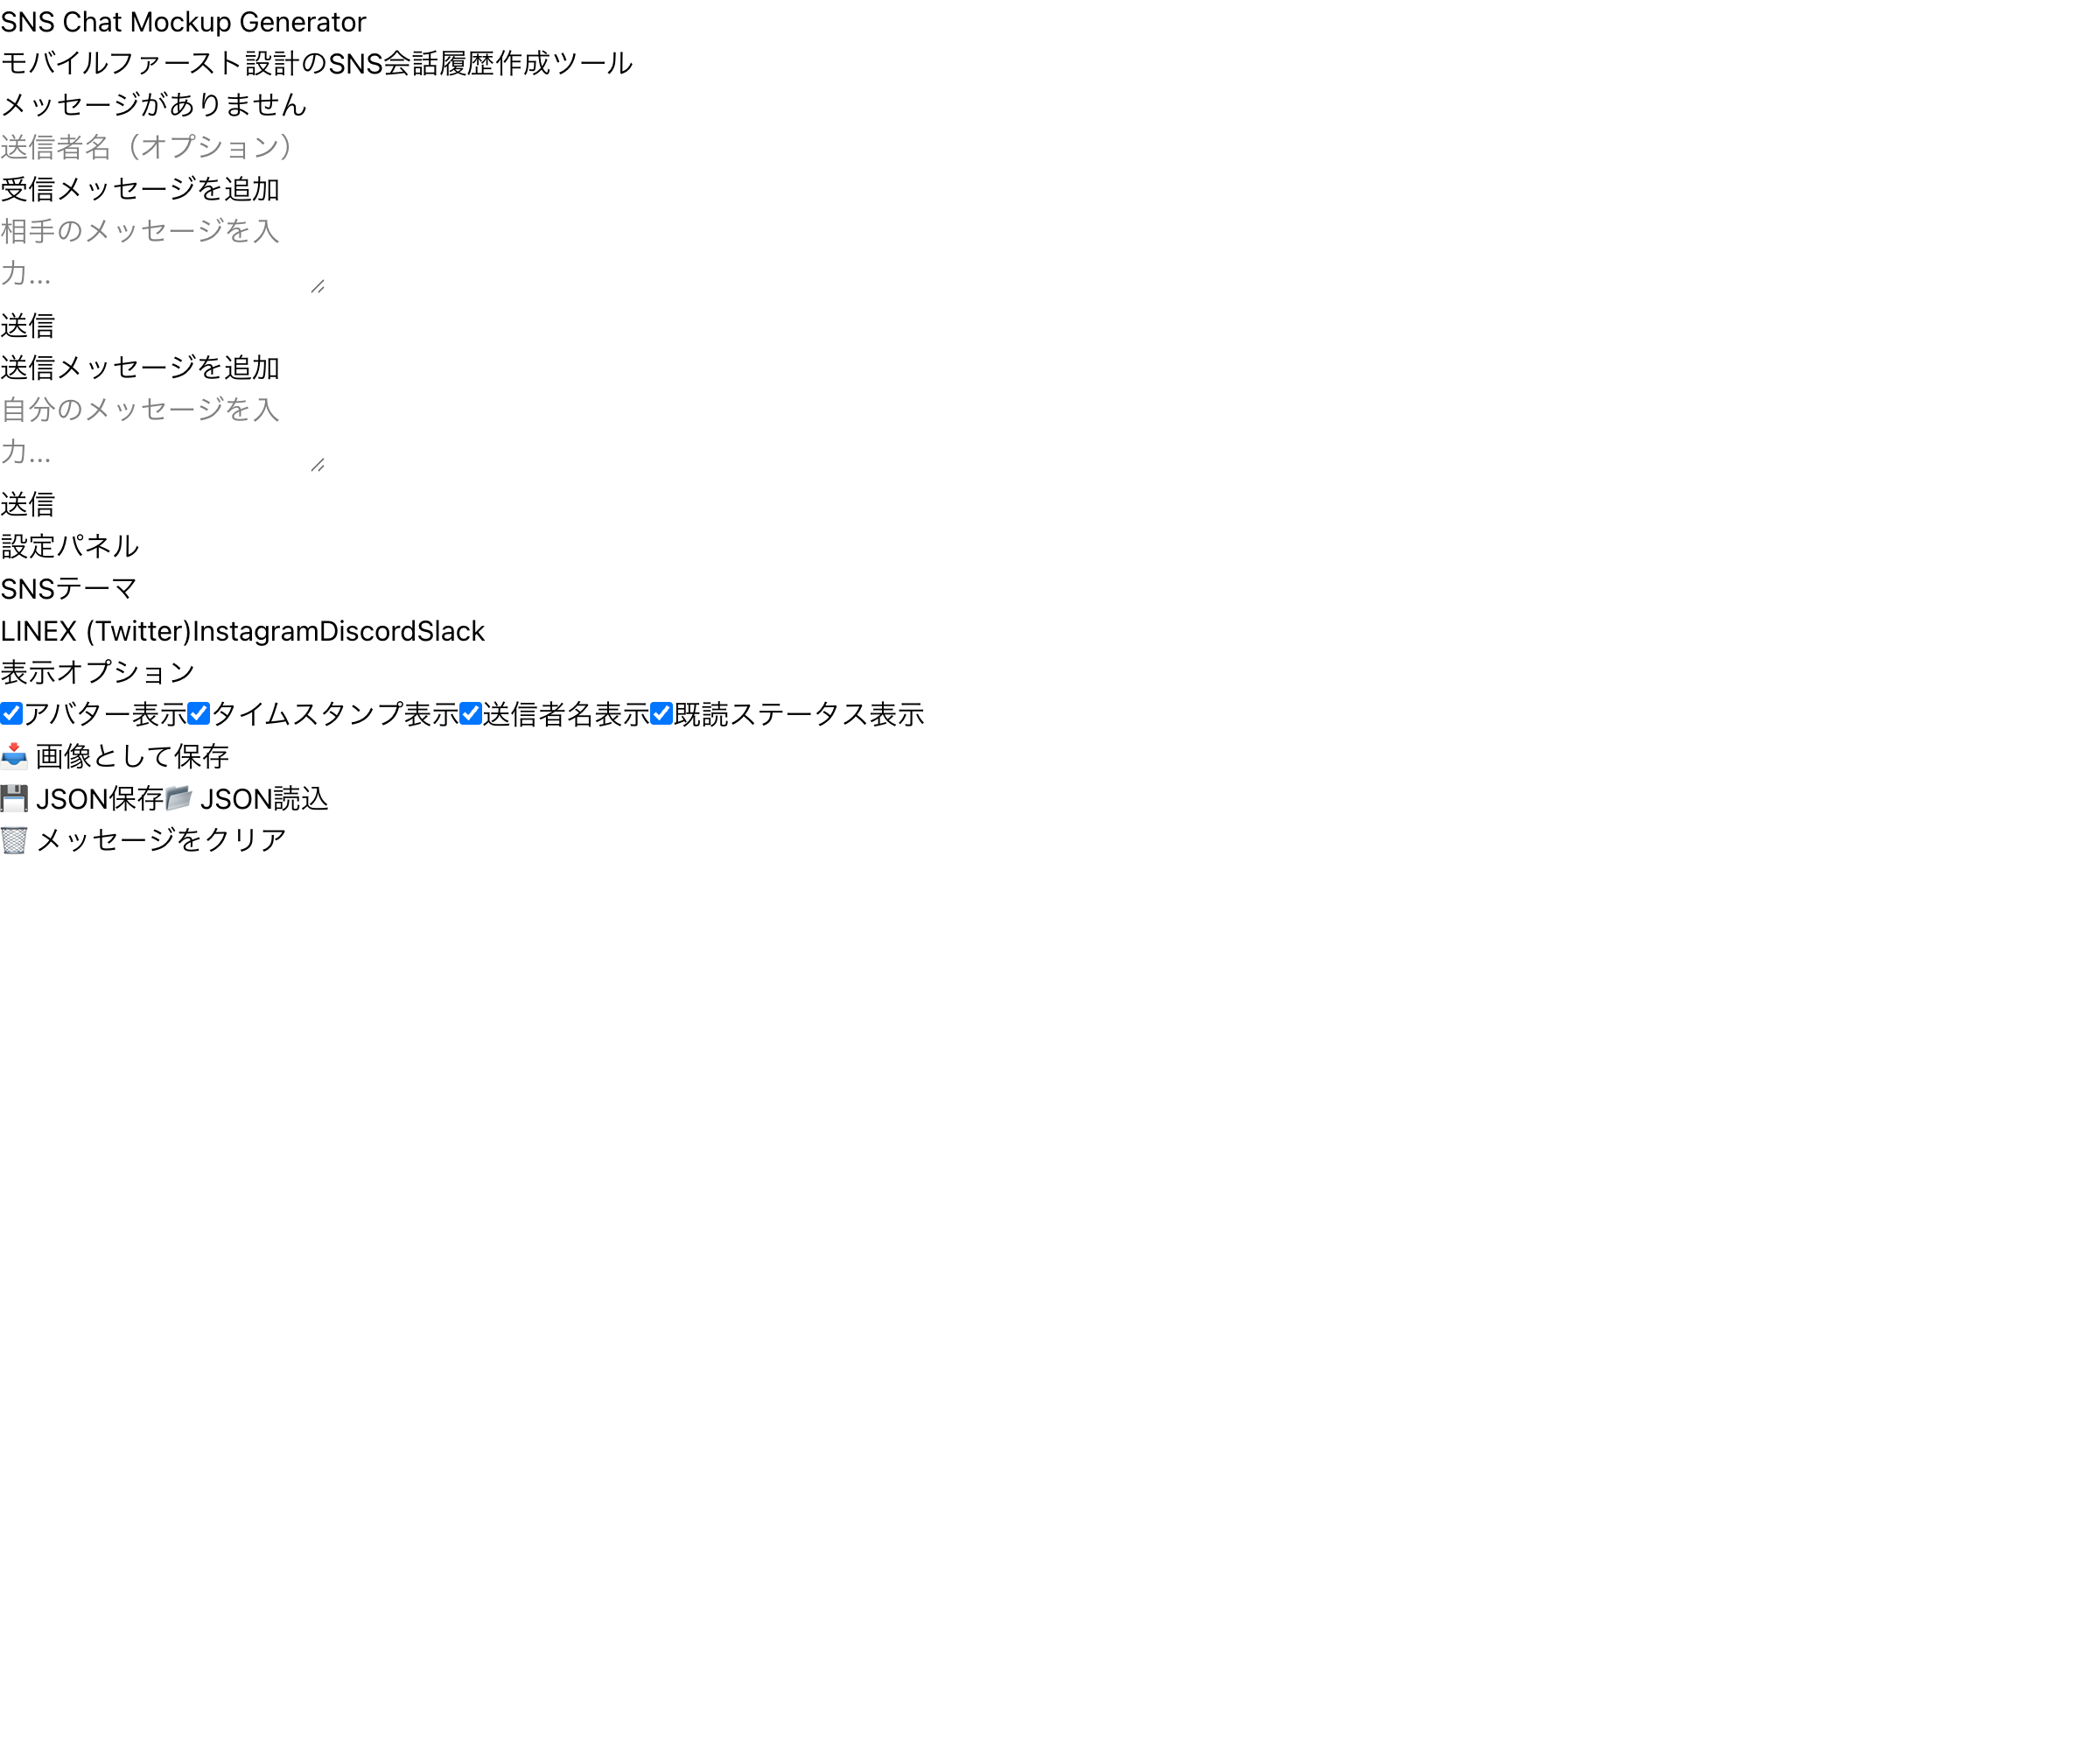 SNS Chat Mockup Generator
モバイルファースト設計のSNS会話履歴作成ツール
メッセージがありません
送信者名（オプション）
受信メッセージを追加
相手のメッセージを入
力...
送信
送信メッセージを追加
自分のメッセージを入
力...
送信
設定パネル
SNSテーマ
LINEX (Twitter)InstagramDiscordSlack
表示オプション
アバター表示タイムスタンプ表示送信者名表示既読ステータス表示
📥 画像として保存
💾 JSON保存📂 JSON読込
🗑️ メッセージをクリア